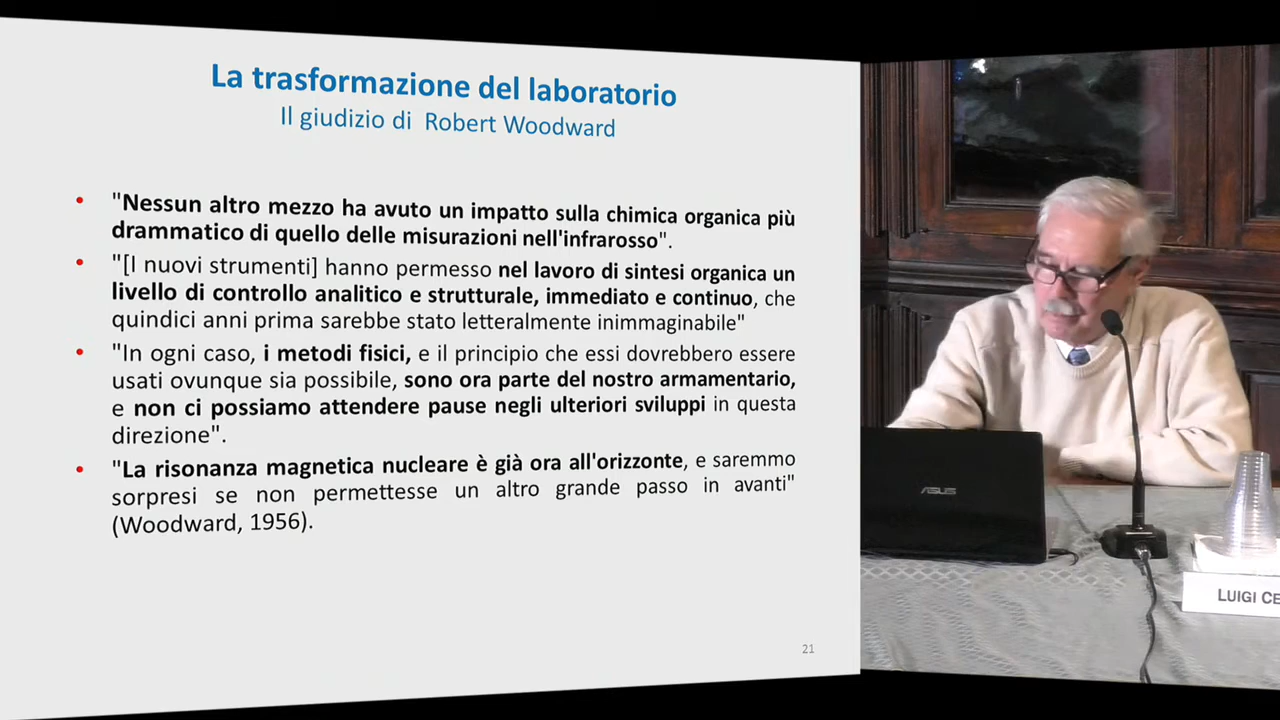 La trasformazione del laboratorio
Il giudizio di Robert Woodward
• "Nessun altro mezzo ha avuto un impatto sulla chimica organica più
drammatico di quello delle misurazioni nell'infrarosso".
• "[I nuovi strumenti] hanno permesso nel lavoro di sintesi organica un
livello di controllo analitico e strutturale, immediato e continuo, che
quindici anni prima sarebbe stato letteralmente inimmaginabile"
• "In ogni caso, i metodi fisici, e il principio che essi dovrebbero essere
usati ovunque sia possibile, sono ora parte del nostro armamentario,
e non ci possiamo attendere pause negli ulteriori sviluppi in questa
direzione".
• "La risonanza magnetica nucleare è già ora all'orizzonte, e saremmo
sorpresi se non permettesse un altro grande passo in avanti"
(Woodward, 1956).
21
ASUS
LUIGI CE